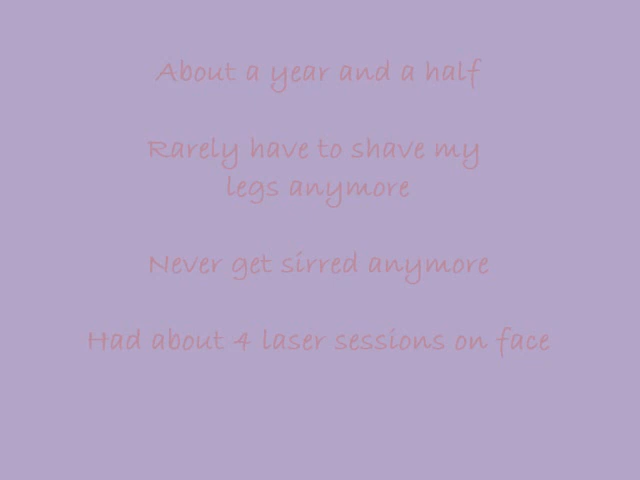 About a year and a half
Rarely have to shave my
legs anymore
Never get sirred anymore
Had about 4 laser sessions on face